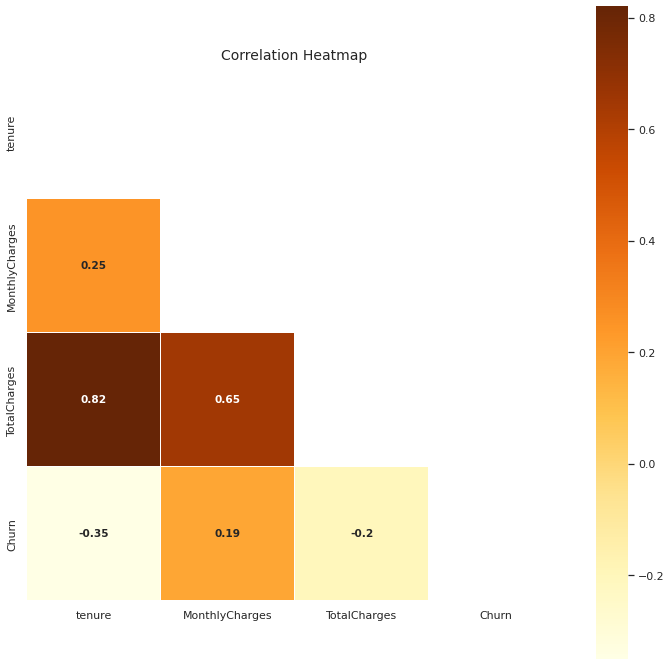 Correlation Heatmap
tenure
MonthlyCharges
0.25
TotalCharges
0.82 0.65
Churn
-0.35 0.19 -0.2
tenure MonthlyCharges TotalCharges Churn
0.8
0.6
0.4
0.2
0.0
−0.2